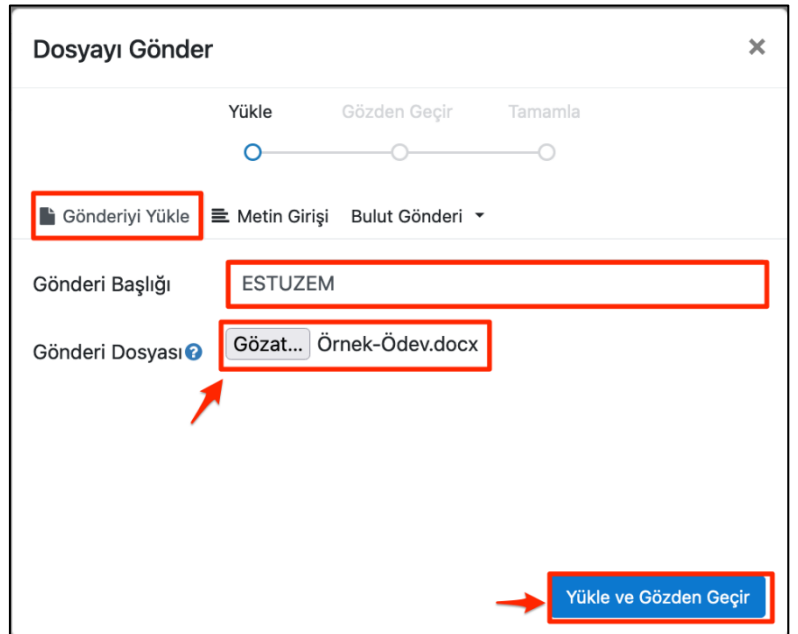 Dosyayı Gönder ×
Yükle Gözden Geçir Tamamla
Gönderiyi Yükle Metin Girişi Bulut Gönderi
Gönderi Başlığı ESTUZEM
Gönderi Dosyası ? Gözat... Örnek-Ödev.docx
Yükle ve Gözden Geçir